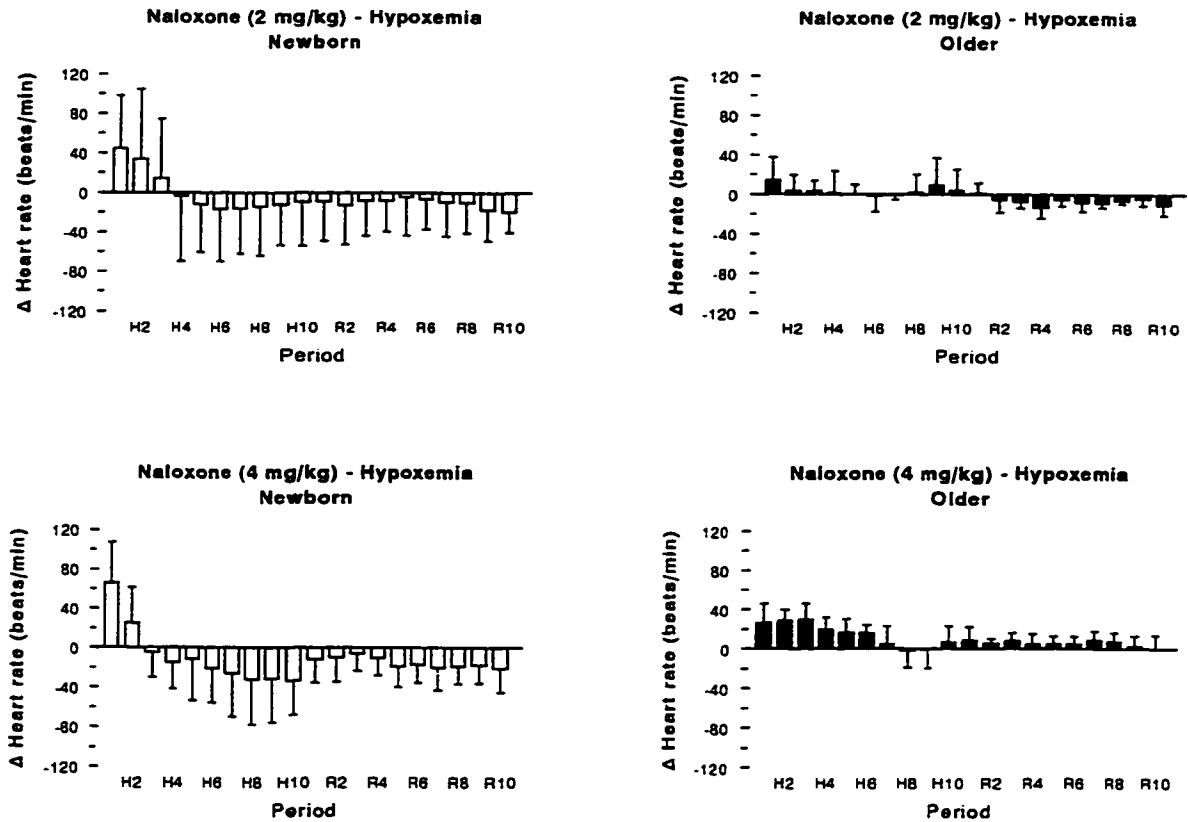 Naloxone (2 mg/kg) - Hypoxemia
Newborn
Δ Heart rate (beats/min)
120
80
40
0
-40
-80
-120
H2 H4 H6 H8 H10 R2 R4 R6 R8 R10
Period
Naloxone (2 mg/kg) - Hypoxemia
Older
Δ Heart rate (beats/min)
120
80
40
0
-40
-80
-120
H2 H4 H6 H8 H10 R2 R4 R6 R8 R10
Period
Naloxone (4 mg/kg) - Hypoxemia
Newborn
Δ Heart rate (beats/min)
120
80
40
0
-40
-80
-120
H2 H4 H6 H8 H10 R2 R4 R6 R8 R10
Period
Naloxone (4 mg/kg) - Hypoxemia
Older
Δ Heart rate (beats/min)
120
80
40
0
-40
-80
-120
H2 H4 H6 H8 H10 R2 R4 R6 R8 R10
Period